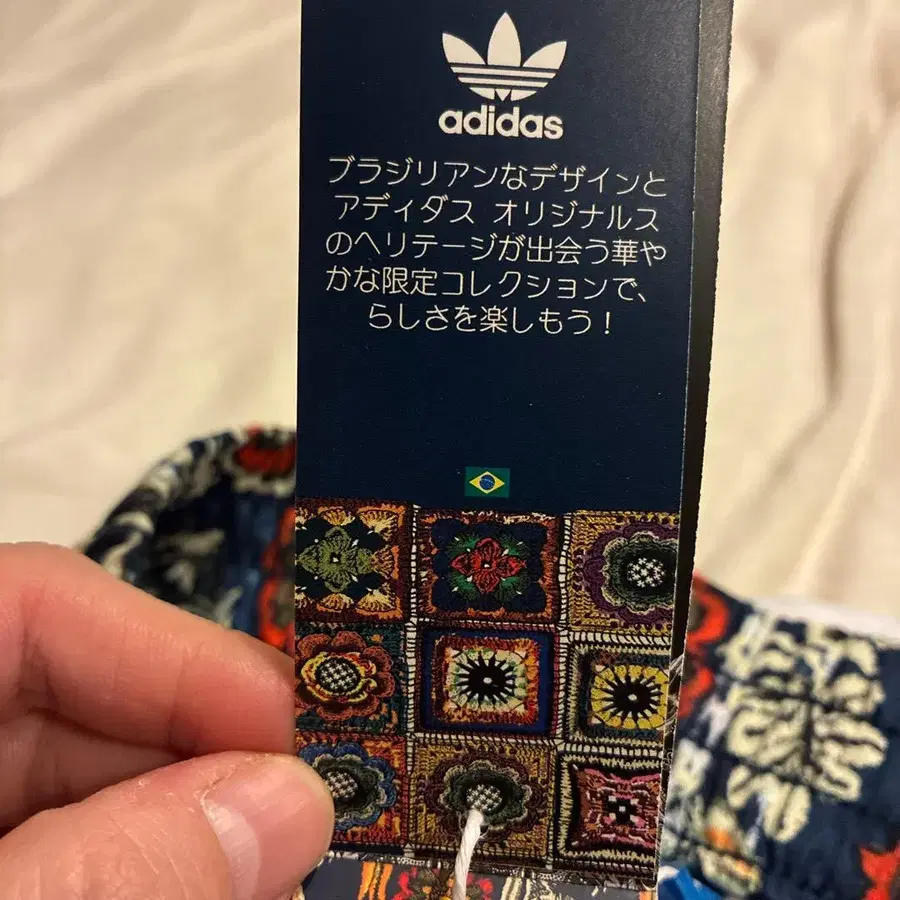 adidas
ブラジリアンなデザインと
アディダス オリジナルス
のヘリテージが出会う華や
かな限定コレクションで、
らしさを楽しもう！